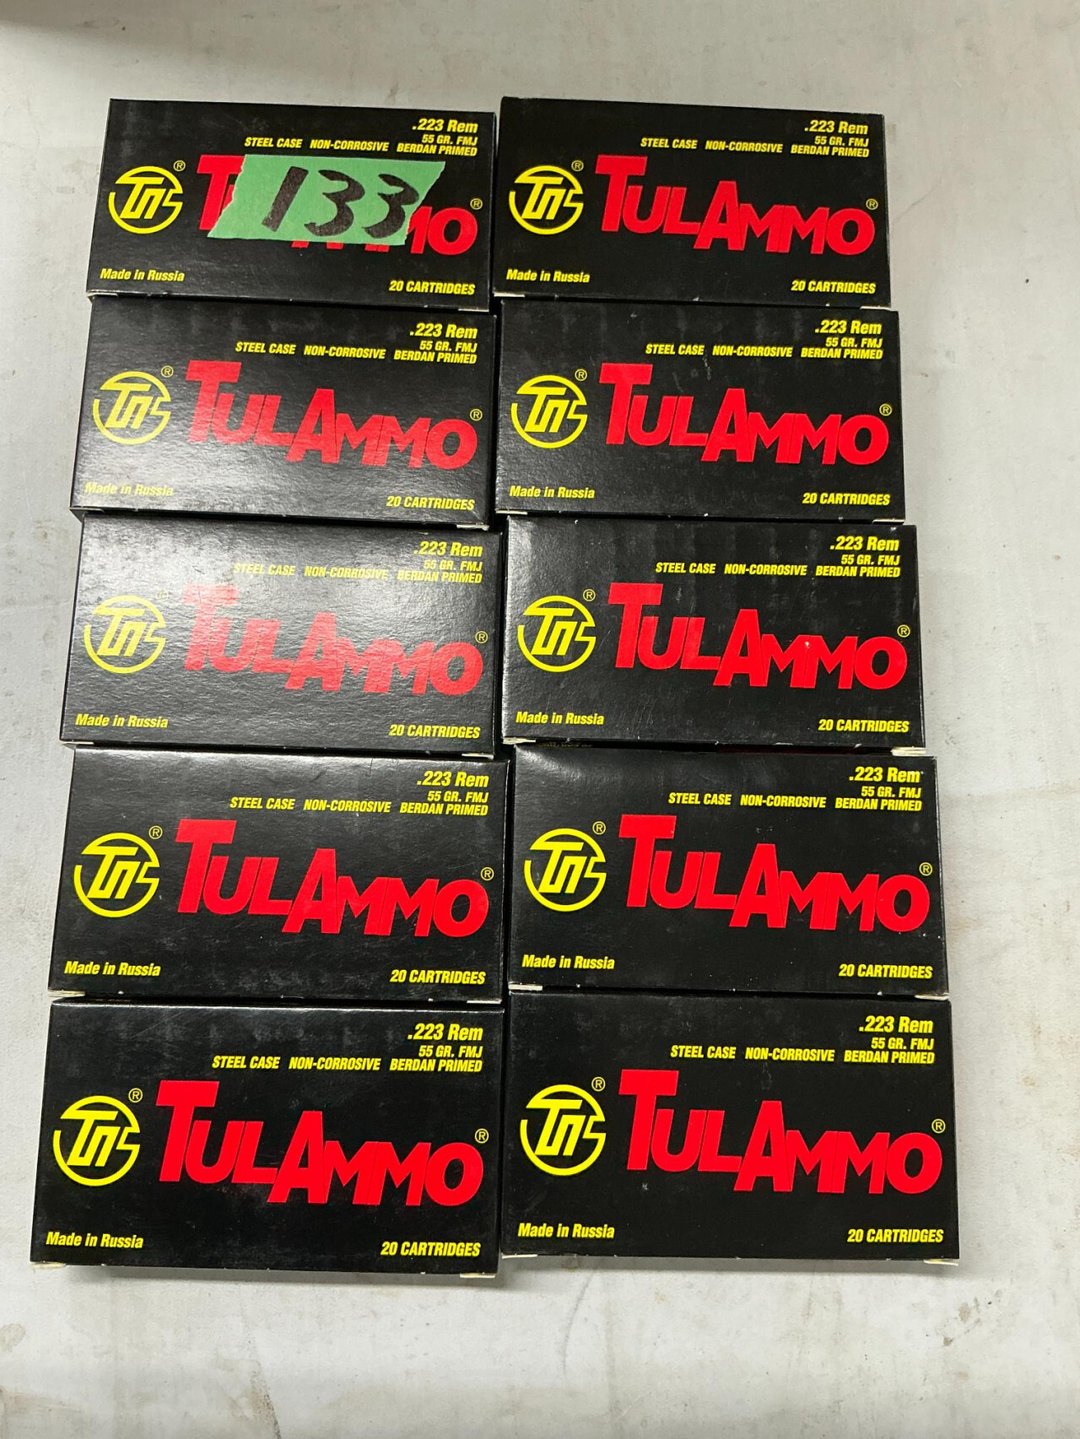 .223 Rem
55 GR. FMJ
STEEL CASE NON-CORROSIVE BERDAN PRIMED
®
133
®
Made in Russia
20 CARTRIDGES
.223 Rem
55 GR. FMJ
STEEL CASE NON-CORROSIVE BERDAN PRIMED
®
TULAMMO®
Made in Russia
20 CARTRIDGES
.223 Rem
55 GR. FMJ
STEEL CASE NON-CORROSIVE BERDAN PRIMED
®
TULAMMO®
Made in Russia
20 CARTRIDGES
.223 Rem
55 GR. FMJ
STEEL CASE NON-CORROSIVE BERDAN PRIMED
®
TULAMMO®
Made in Russia
20 CARTRIDGES
.223 Rem
55 GR. FMJ
STEEL CASE NON-CORROSIVE BERDAN PRIMED
®
TULAMMO®
Made in Russia
20 CARTRIDGES
.223 Rem
55 GR. FMJ
STEEL CASE NON-CORROSIVE BERDAN PRIMED
®
TULAMMO®
Made in Russia
20 CARTRIDGES
.223 Rem
55 GR. FMJ
STEEL CASE NON-CORROSIVE BERDAN PRIMED
®
TULAMMO®
Made in Russia
20 CARTRIDGES
.223 Rem
55 GR. FMJ
STEEL CASE NON-CORROSIVE BERDAN PRIMED
®
TULAMMO®
Made in Russia
20 CARTRIDGES
.223 Rem
55 GR. FMJ
STEEL CASE NON-CORROSIVE BERDAN PRIMED
®
TULAMMO®
Made in Russia
20 CARTRIDGES
.223 Rem
55 GR. FMJ
STEEL CASE NON-CORROSIVE BERDAN PRIMED
®
TULAMMO®
Made in Russia
20 CARTRIDGES